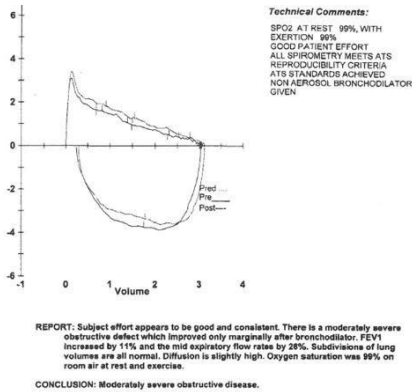 Technical Comments:
SPO2 AT REST 99%, WITH
EXERTION 99%
GOOD PATIENT EFFORT
ALL SPIROMETRY MEETS ATS
REPRODUCIBILITY CRITERIA
ATS STANDARDS ACHIEVED
NON AEROSOL BRONCHODILATOR
GIVEN
6
4
2
0
-2
-4
-6
Pred ....
Pre____
Post----
-1 0 1 2 3 4
Volume
REPORT: Subject effort appears to be good and consistent. There is a moderately severe
obstructive defect which improved only marginally after bronchodilator. FEV1
increased by 11% and the mid expiratory flow rates by 26%. Subdivisions of lung
volumes are all normal. Diffusion is slightly high. Oxygen saturation was 99% on
room air at rest and exercise.
CONCLUSION: Moderately severe obstructive disease.